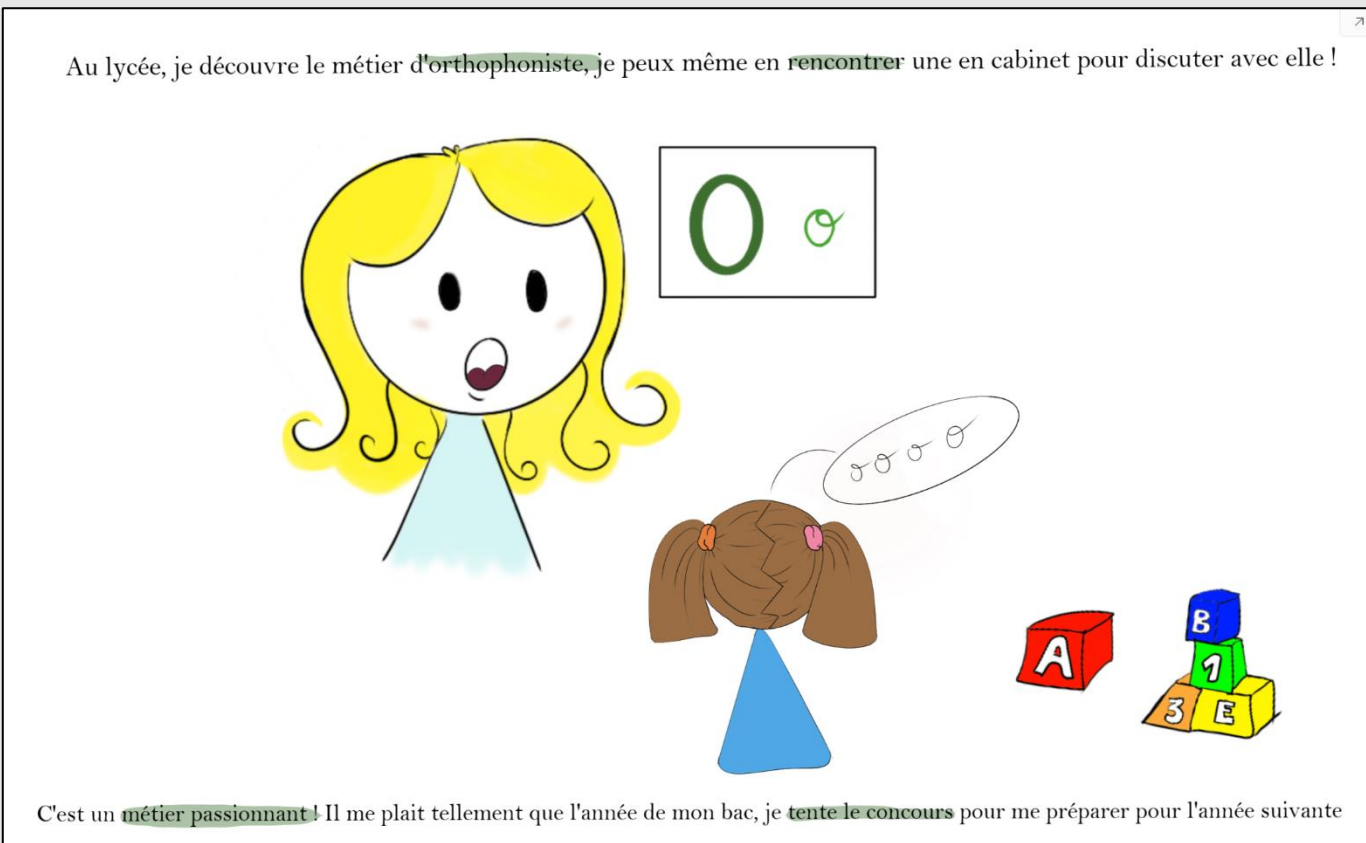 Au lycée, je découvre le métier d'orthophoniste, je peux même en rencontrer une en cabinet pour discuter avec elle !
O o
o o o o
A
B
1
3 E
C'est un métier passionnant ! Il me plait tellement que l'année de mon bac, je tente le concours pour me préparer pour l'année suivante